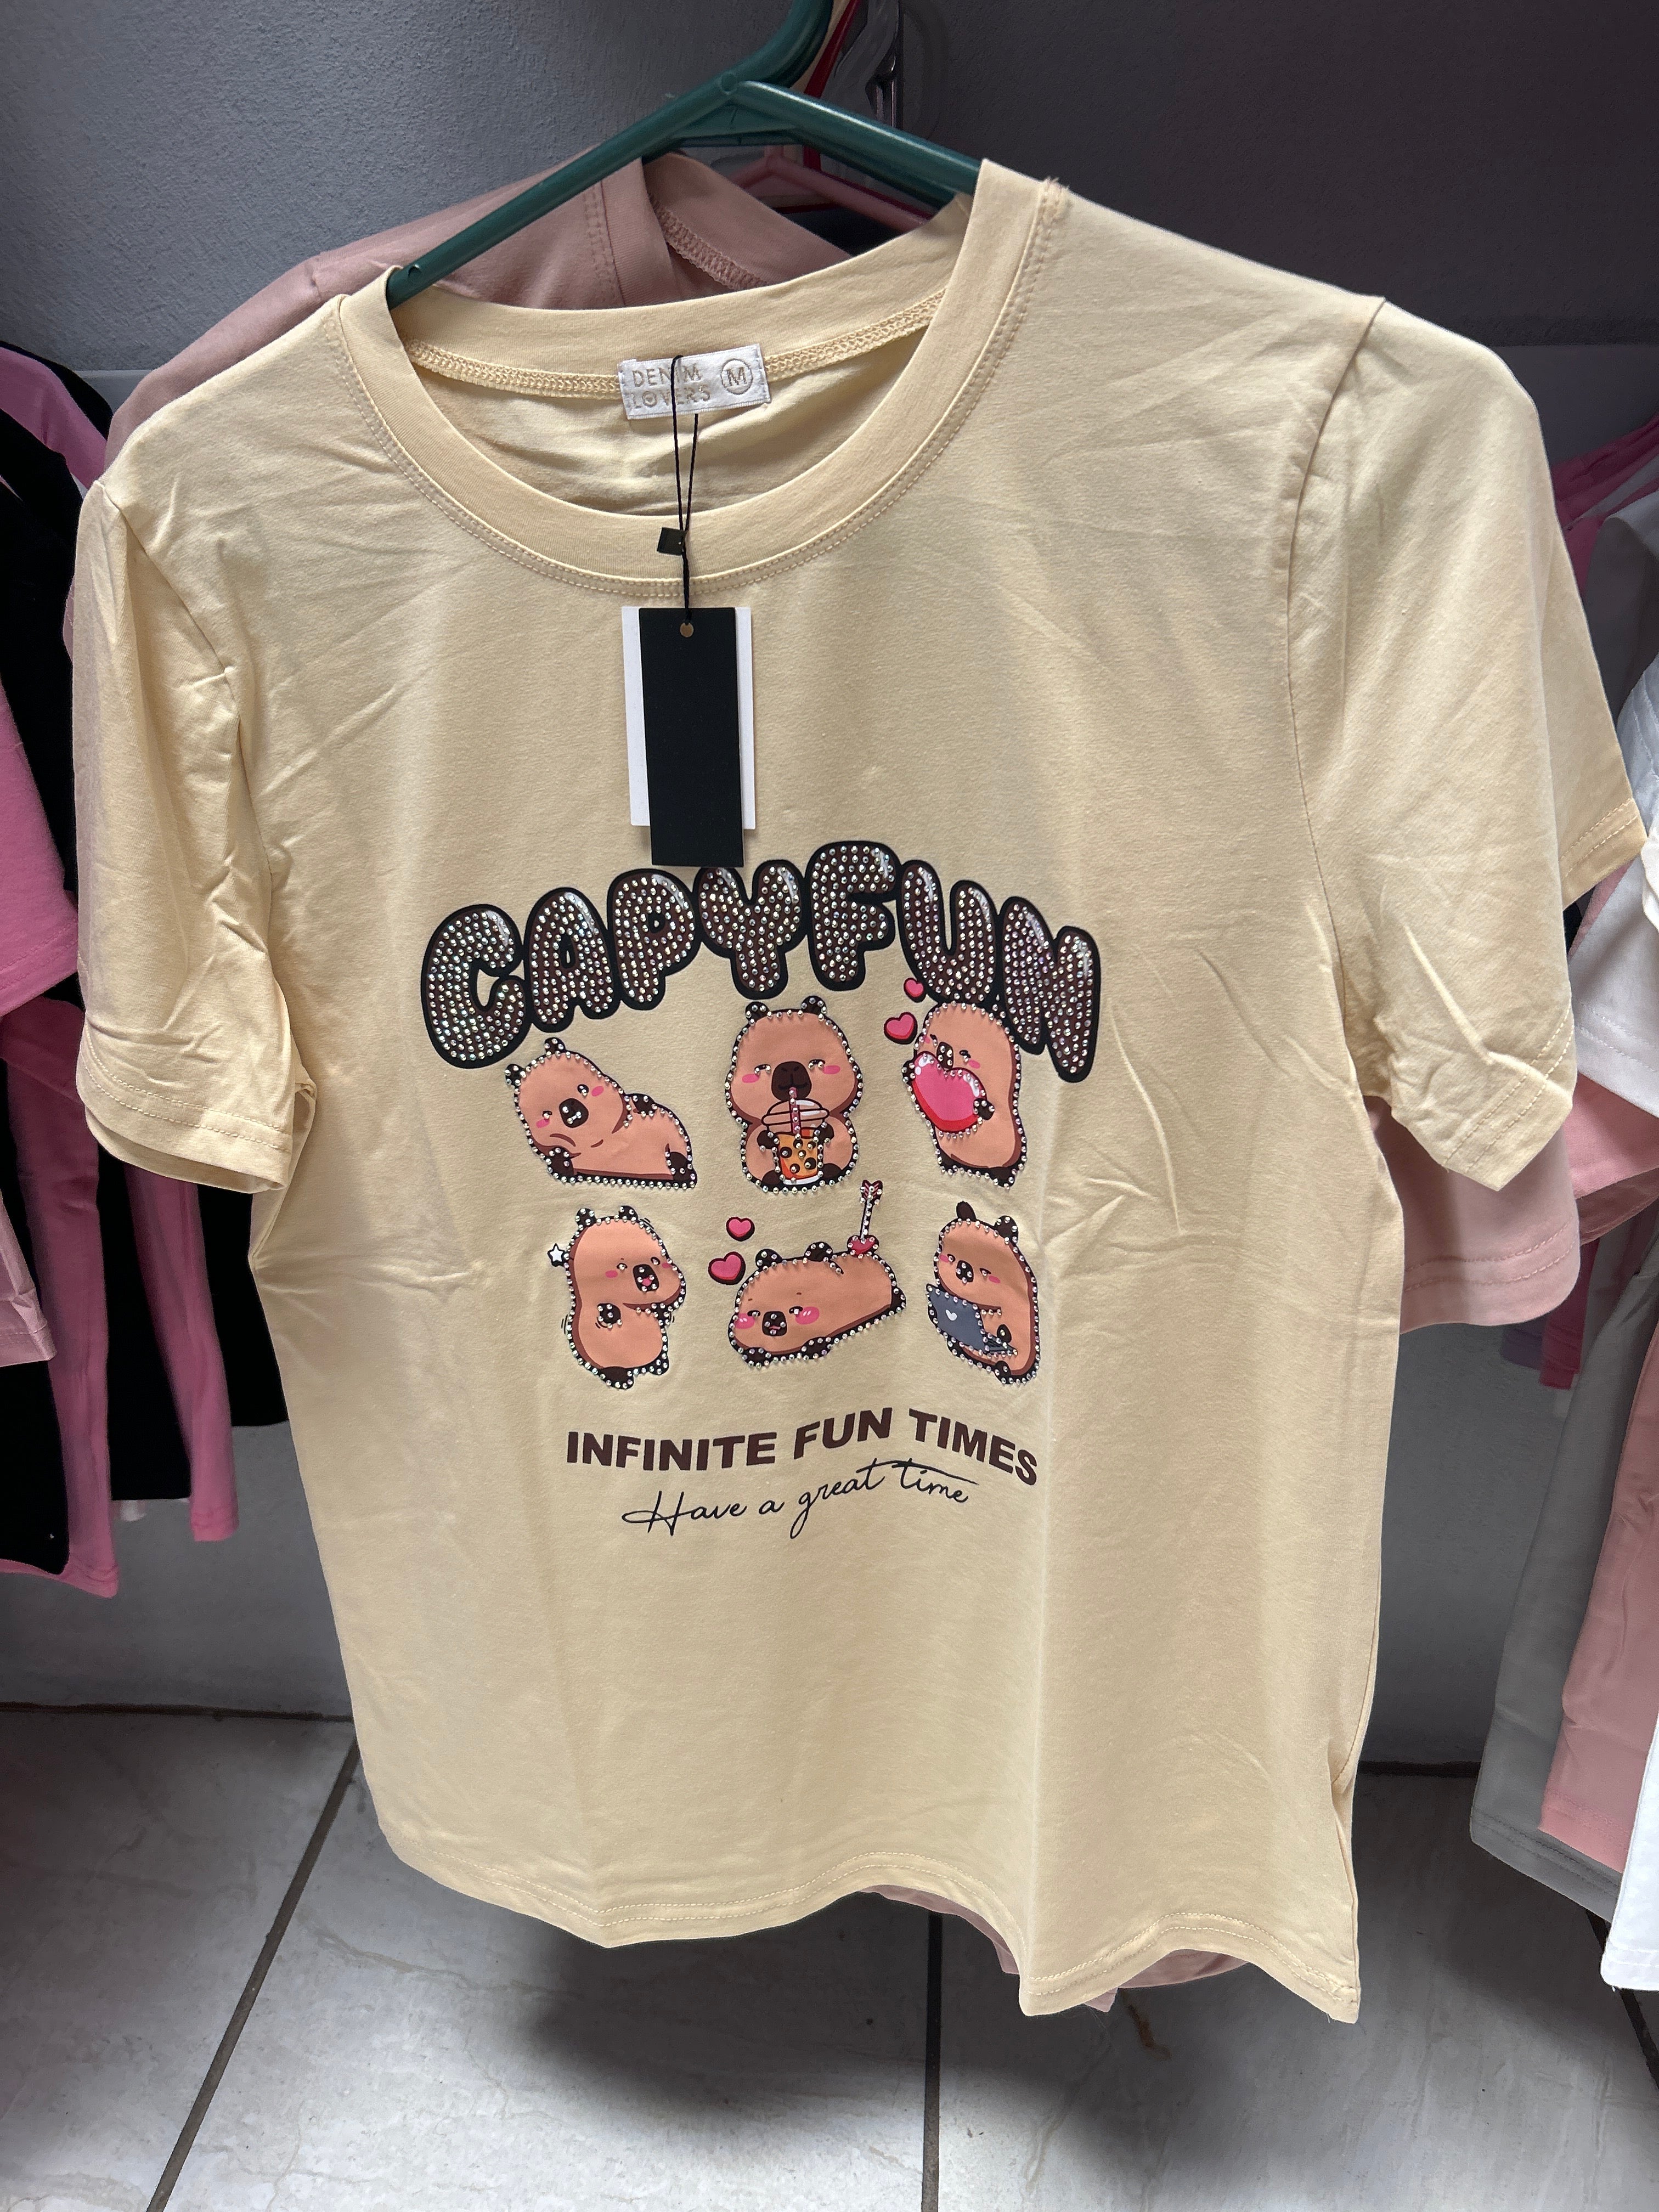 DENIM
LOVERS
M
CAPYFUN
INFINITE FUN TIMES
Have a great time